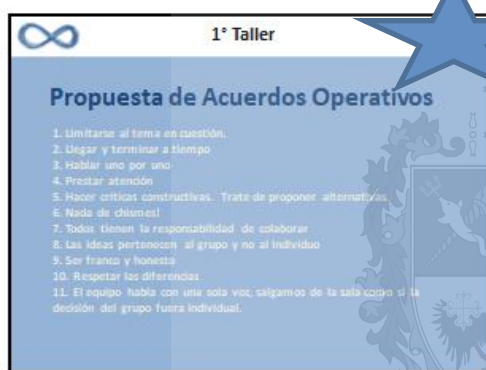 1° Taller
Propuesta de Acuerdos Operativos
1. Limitarse al tema en cuestión.
2. Llegar y terminar a tiempo
3. Hablar uno por uno
4. Prestar atención
5. Hacer críticas constructivas. Trate de proponer alternativas
6. Nada de chismes!
7. Todos tienen la responsabilidad de colaborar
8. Las ideas pertenecen al grupo y no al individuo
9. Ser franco y honesto
10. Respetar las diferencias
11. El equipo habla con una sola voz, salgamos de la sala como si la
decisión del grupo fuera individual.